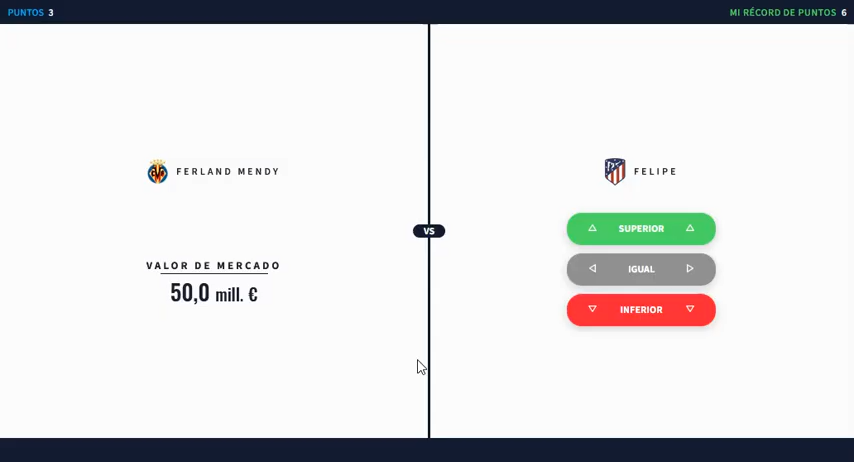 PUNTOS 3
MI RÉCORD DE PUNTOS 6
FERLAND MENDY
VALOR DE MERCADO
50,0 mill. €
VS
FELIPE
SUPERIOR
IGUAL
INFERIOR